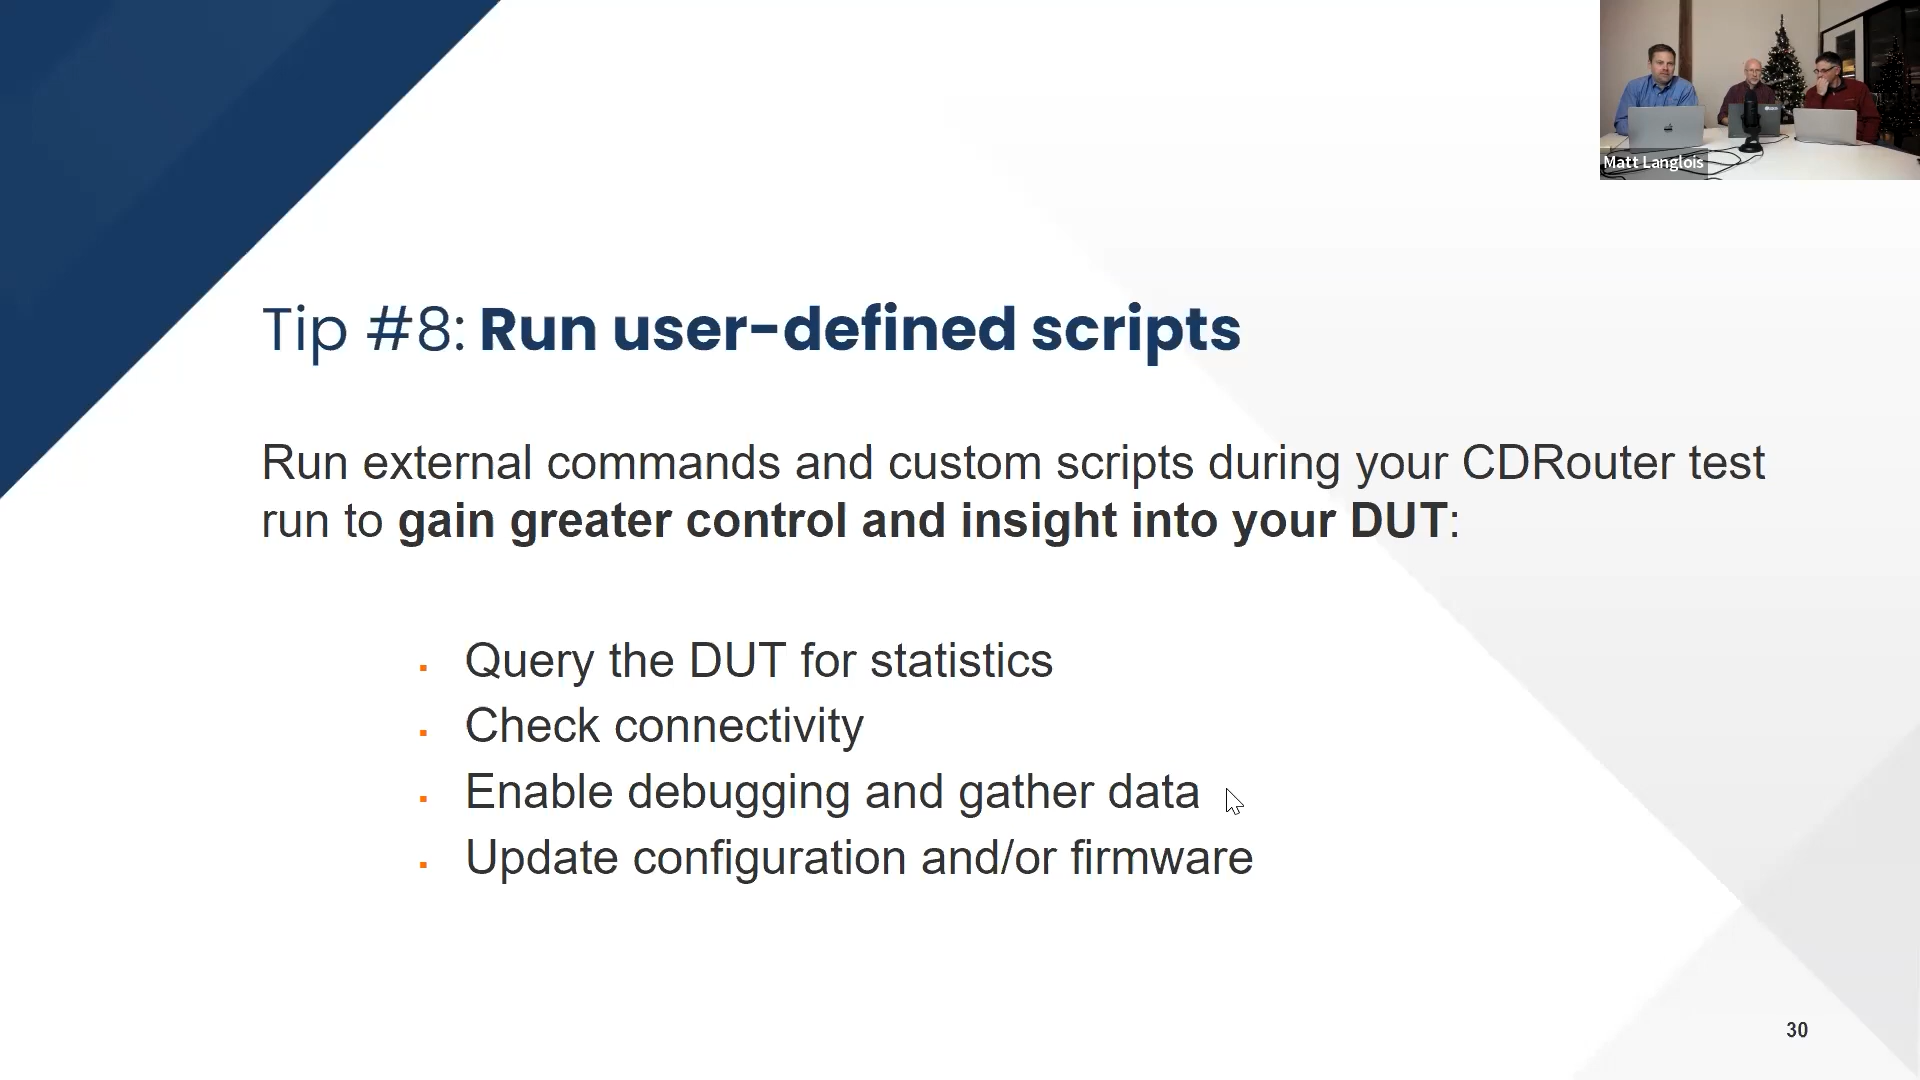 Matt Langlois
Tip #8: Run user-defined scripts
Run external commands and custom scripts during your CDRouter test
run to gain greater control and insight into your DUT:
Query the DUT for statistics
Check connectivity
Enable debugging and gather data
Update configuration and/or firmware
30